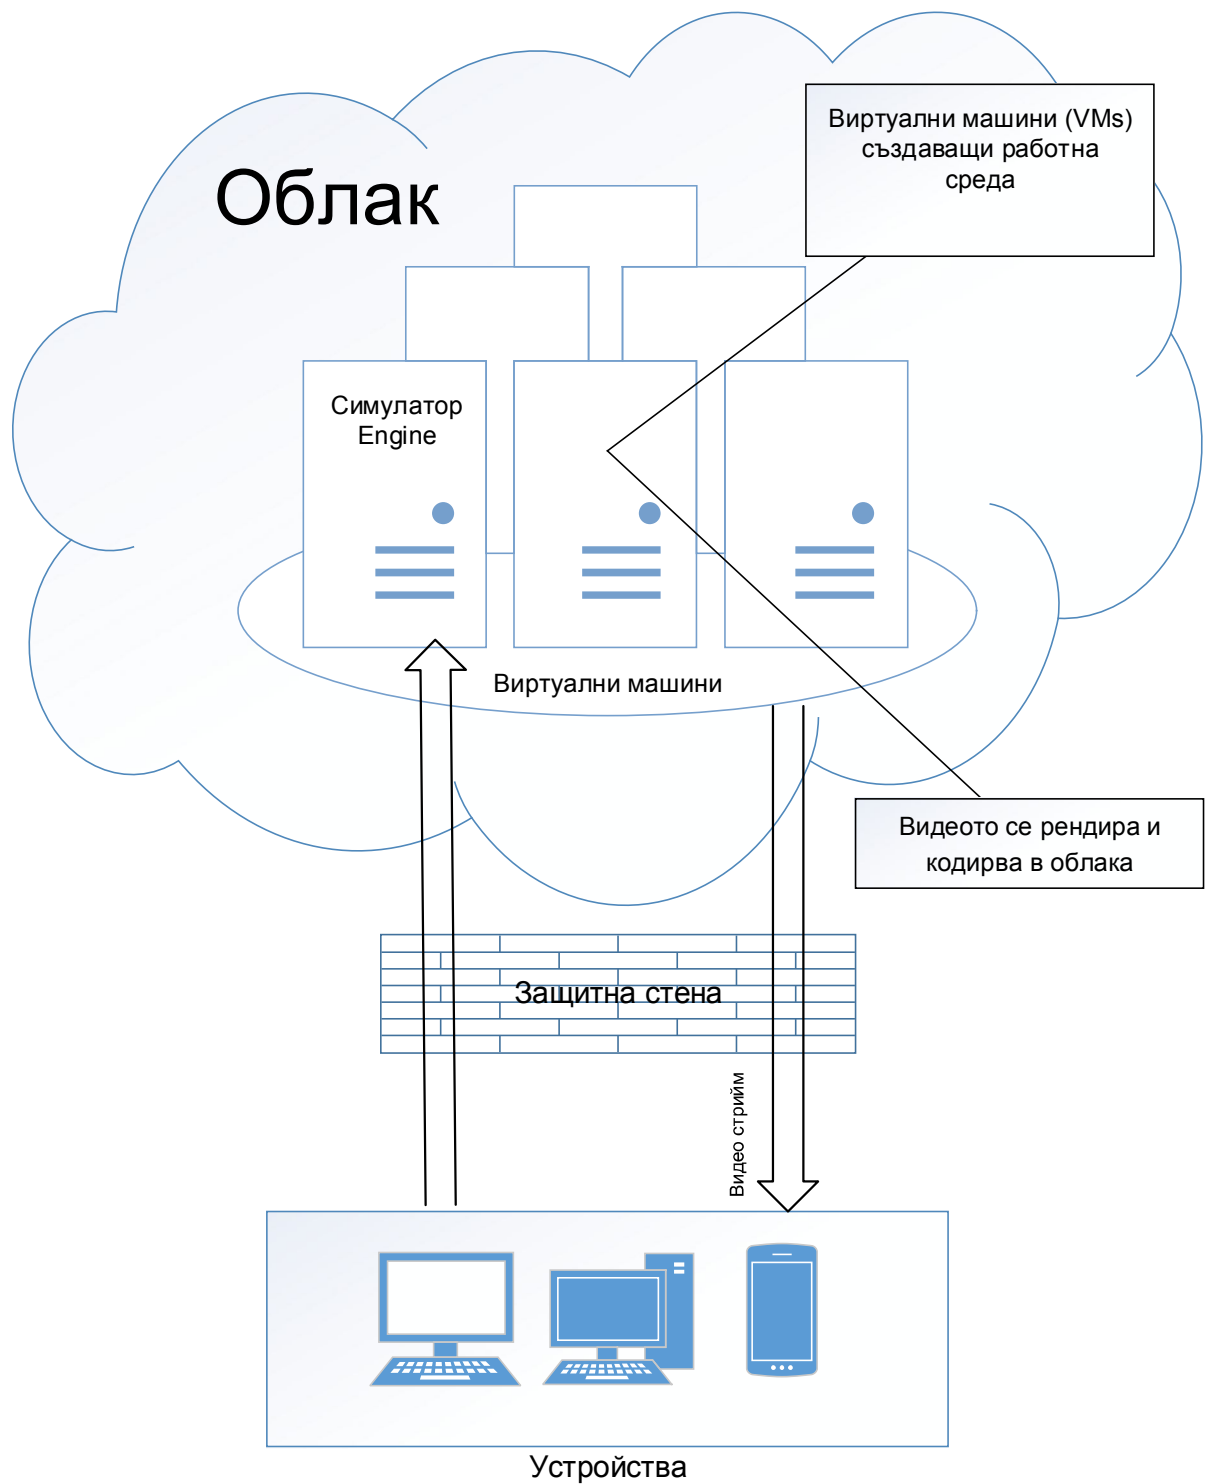 Облак
Виртуални машини (VMs)
създаващи работна
среда
Симулатор
Engine
Виртуални машини
Видеото се рендира и
кодирва в облака
Защитна стена
Видео стрийм
Устройства